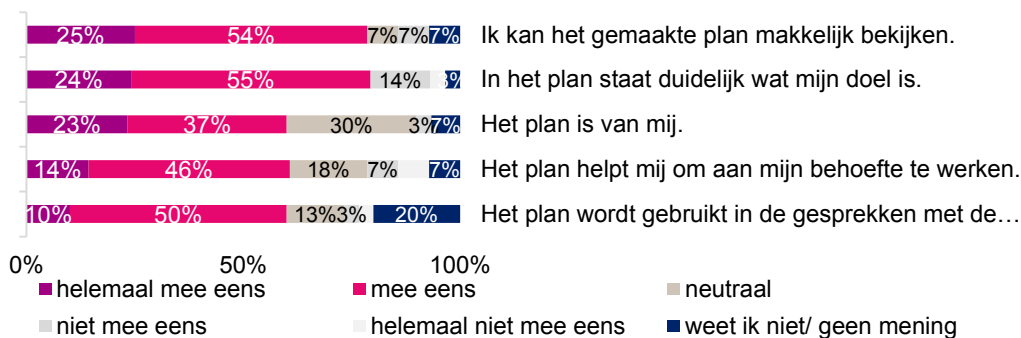 25% 54% 7% 7% 7% Ik kan het gemaakte plan makkelijk bekijken.
24% 55% 14% 3% In het plan staat duidelijk wat mijn doel is.
23% 37% 30% 3% 7% Het plan is van mij.
14% 46% 18% 7% 7% Het plan helpt mij om aan mijn behoefte te werken.
10% 50% 13% 3% 20% Het plan wordt gebruikt in de gesprekken met de…
0% 50% 100%
helemaal mee eens mee eens neutraal
niet mee eens helemaal niet mee eens weet ik niet/ geen mening